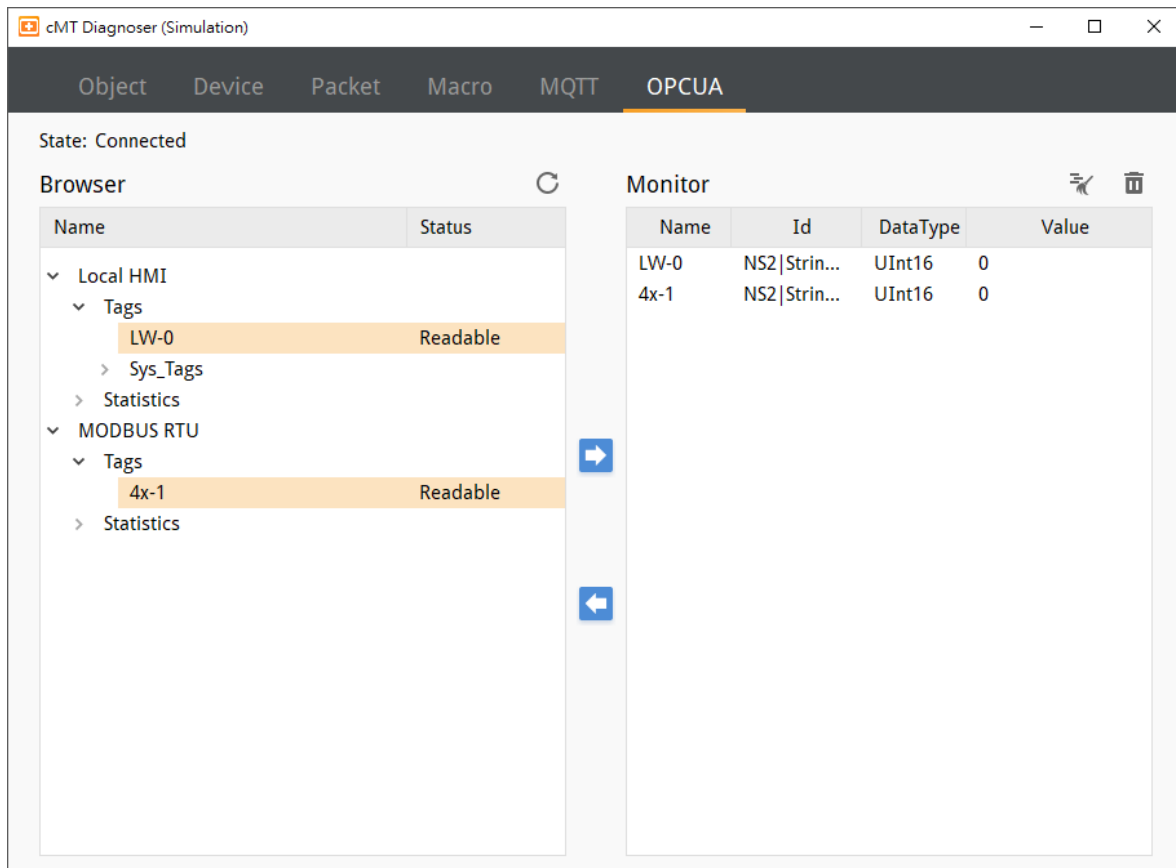 cMT Diagnoser (Simulation)
Object Device Packet Macro MQTT OPCUA
State: Connected
Browser
Name Status
Local HMI
Tags
LW-0 Readable
Sys_Tags
Statistics
MODBUS RTU
Tags
4x-1 Readable
Statistics
Monitor
Name Id DataType Value
LW-0 NS2|Strin... UInt16 0
4x-1 NS2|Strin... UInt16 0